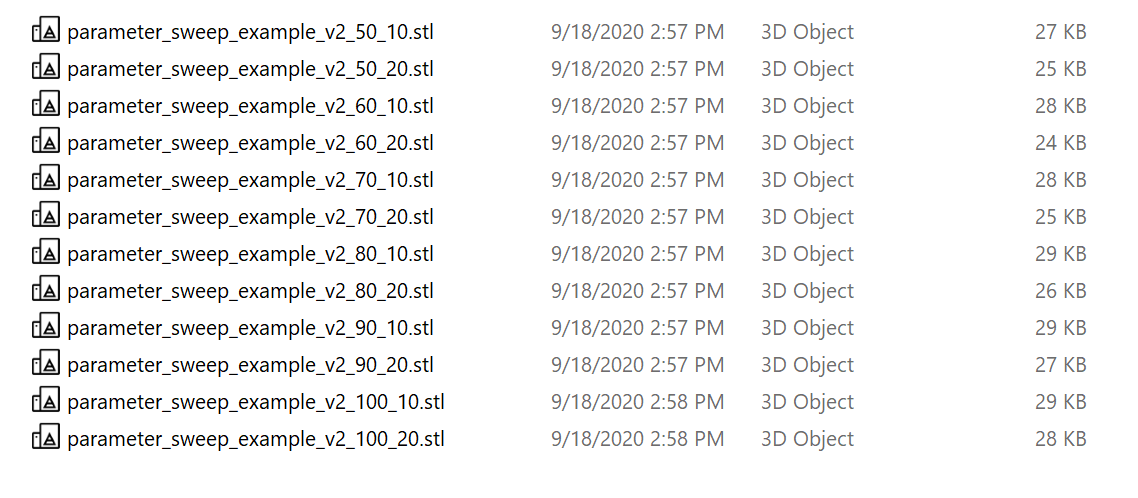 parameter_sweep_example_v2_50_10.stl 9/18/2020 2:57 PM 3D Object 27 KB
parameter_sweep_example_v2_50_20.stl 9/18/2020 2:57 PM 3D Object 25 KB
parameter_sweep_example_v2_60_10.stl 9/18/2020 2:57 PM 3D Object 28 KB
parameter_sweep_example_v2_60_20.stl 9/18/2020 2:57 PM 3D Object 24 KB
parameter_sweep_example_v2_70_10.stl 9/18/2020 2:57 PM 3D Object 28 KB
parameter_sweep_example_v2_70_20.stl 9/18/2020 2:57 PM 3D Object 25 KB
parameter_sweep_example_v2_80_10.stl 9/18/2020 2:57 PM 3D Object 29 KB
parameter_sweep_example_v2_80_20.stl 9/18/2020 2:57 PM 3D Object 26 KB
parameter_sweep_example_v2_90_10.stl 9/18/2020 2:57 PM 3D Object 29 KB
parameter_sweep_example_v2_90_20.stl 9/18/2020 2:57 PM 3D Object 27 KB
parameter_sweep_example_v2_100_10.stl 9/18/2020 2:58 PM 3D Object 29 KB
parameter_sweep_example_v2_100_20.stl 9/18/2020 2:58 PM 3D Object 28 KB